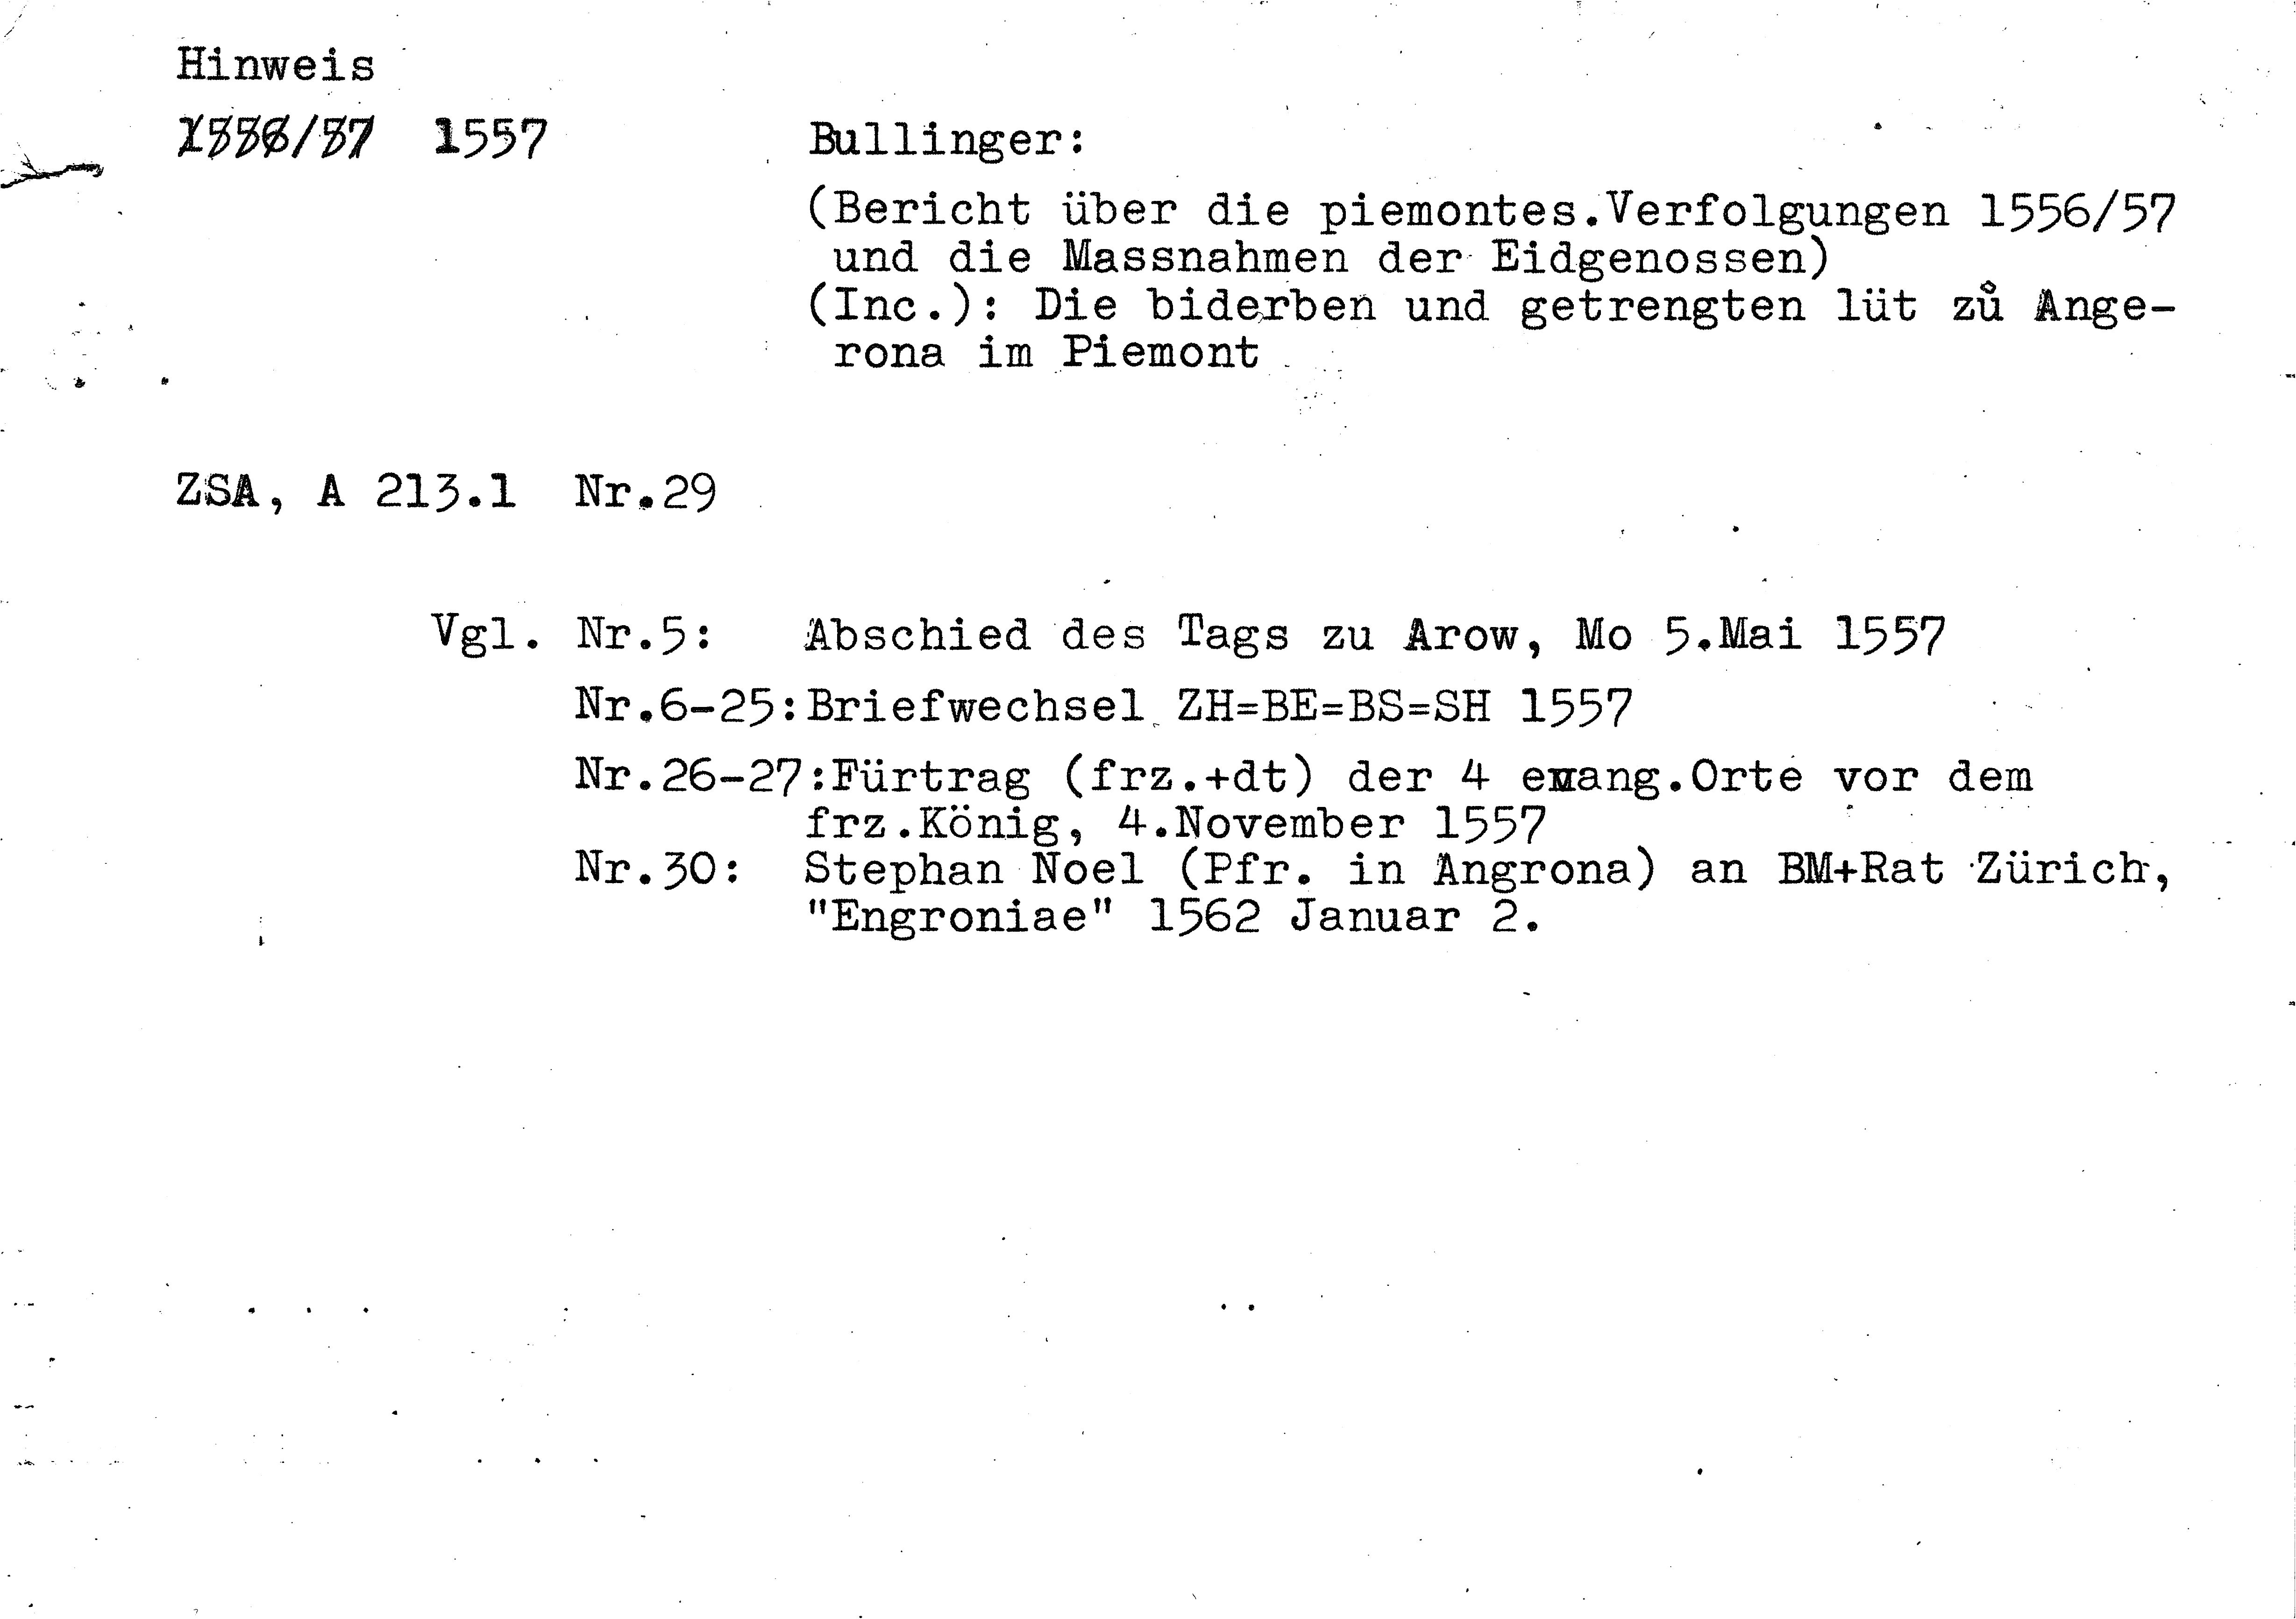 Hinweis
1556/57 1557 Bullinger:
(Bericht über die piemontes.Verfolgungen 1556/57
und die Massnahmen der Eidgenossen)
(Inc.): Die biderben und getrengten lüt zů Ange-
rona im Piemont
ZSA, A 213.1 Nr.29
Vgl. Nr.5: Abschied des Tags zu Arow, Mo 5.Mai 1557
Nr.6-25:Briefwechsel ZH=BE=BS=SH 1557
Nr.26-27:Fürtrag (frz.+dt) der 4 evang.Orte vor dem
frz.König, 4.November 1557
Nr.30: Stephan Noel (Pfr. in Angrona) an BM+Rat Zürich,
"Engroniae" 1562 Januar 2.